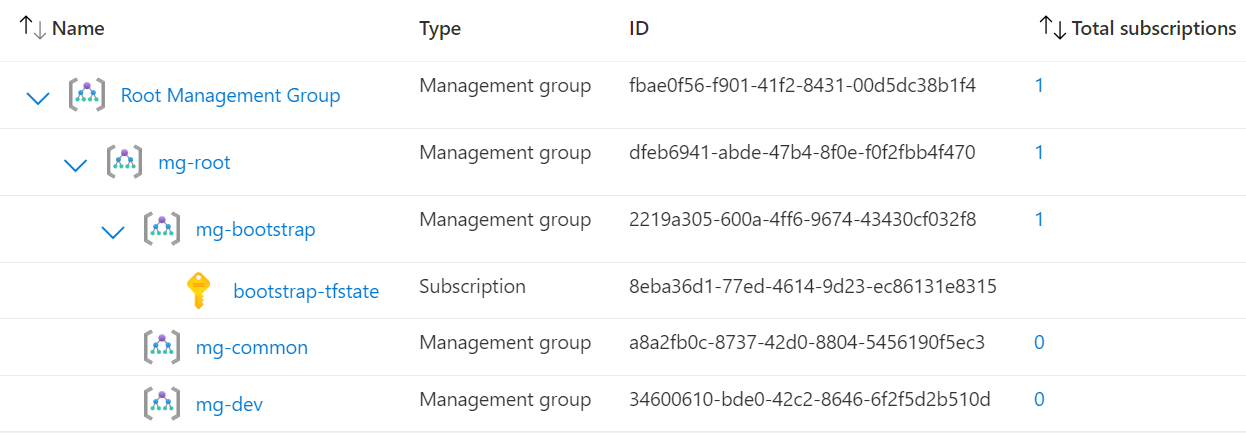 Name Type ID Total subscriptions
Root Management Group Management group fbae0f56-f901-41f2-8431-00d5dc38b1f4 1
mg-root Management group dfeb6941-abde-47b4-8f0e-f0f2fbb4f470 1
mg-bootstrap Management group 2219a305-600a-4ff6-9674-43430cf032f8 1
bootstrap-tfstate Subscription 8eba36d1-77ed-4614-9d23-ec86131e8315
mg-common Management group a8a2fb0c-8737-42d0-8804-5456190f5ec3 0
mg-dev Management group 34600610-bde0-42c2-8646-6f2f5d2b510d 0